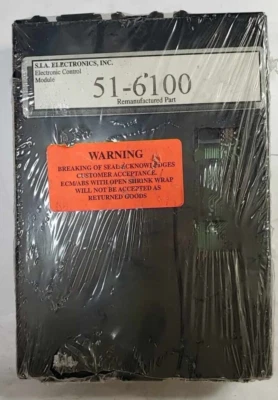 S.I.A. ELECTRONICS, INC.
Electronic Control
Module
51-6100
Remanufactured Part
WARNING
BREAKING OF SEAL ACKNOWLEDGES
CUSTOMER ACCEPTANCE.
ECM/ABS WITH OPEN SHRINK WRAP
WILL NOT BE ACCEPTED AS
RETURNED GOODS